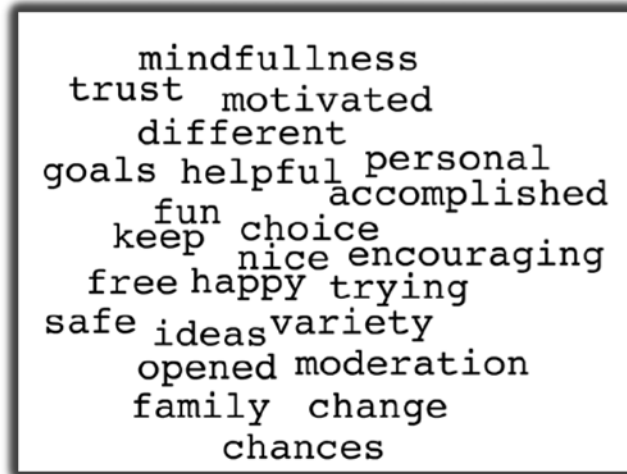 mindfullness
trust motivated
different
goals helpful personal
accomplished
fun
keep choice
nice encouraging
free happy trying
safe ideas variety
opened moderation
family change
chances